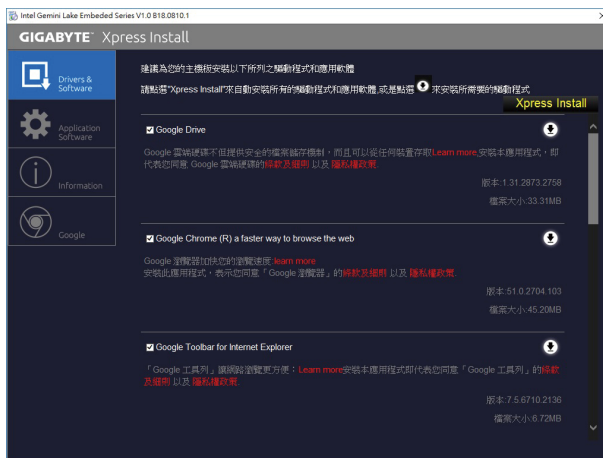 Intel Gemini Lake Embeded Series V1.0 B18.0810.1
GIGABYTE™ Xpress Install
Drivers & Software
Application Software
Information
Google
建議為您的主機板安裝以下所列之驅動程式和應用軟體
請點選"Xpress Install"來自動安裝所有的驅動程式和應用軟體,或是點選 來安裝所需要的驅動程式
Xpress Install
Google Drive
Google 雲端硬碟不但提供安全的檔案儲存機制,而且可以從任何裝置存取Learn more,安裝本應用程式,即
代表您同意 Google 雲端硬碟的條款及細則 以及 隱私權政策.
版本:1.31.2873.2758
檔案大小:33.31MB
Google Chrome (R) a faster way to browse the web
Google 瀏覽器加快您的瀏覽速度:learn more
安裝此應用程式,表示您同意「Google 瀏覽器」的條款及細則 以及 隱私權政策.
版本:51.0.2704.103
檔案大小:45.20MB
Google Toolbar for Internet Explorer
「Google 工具列」讓網路瀏覽更方便:Learn more安裝本應用程式即代表您同意「Google 工具列」的條款
及細則 以及 隱私權政策.
版本:7.5.6710.2136
檔案大小:6.72MB